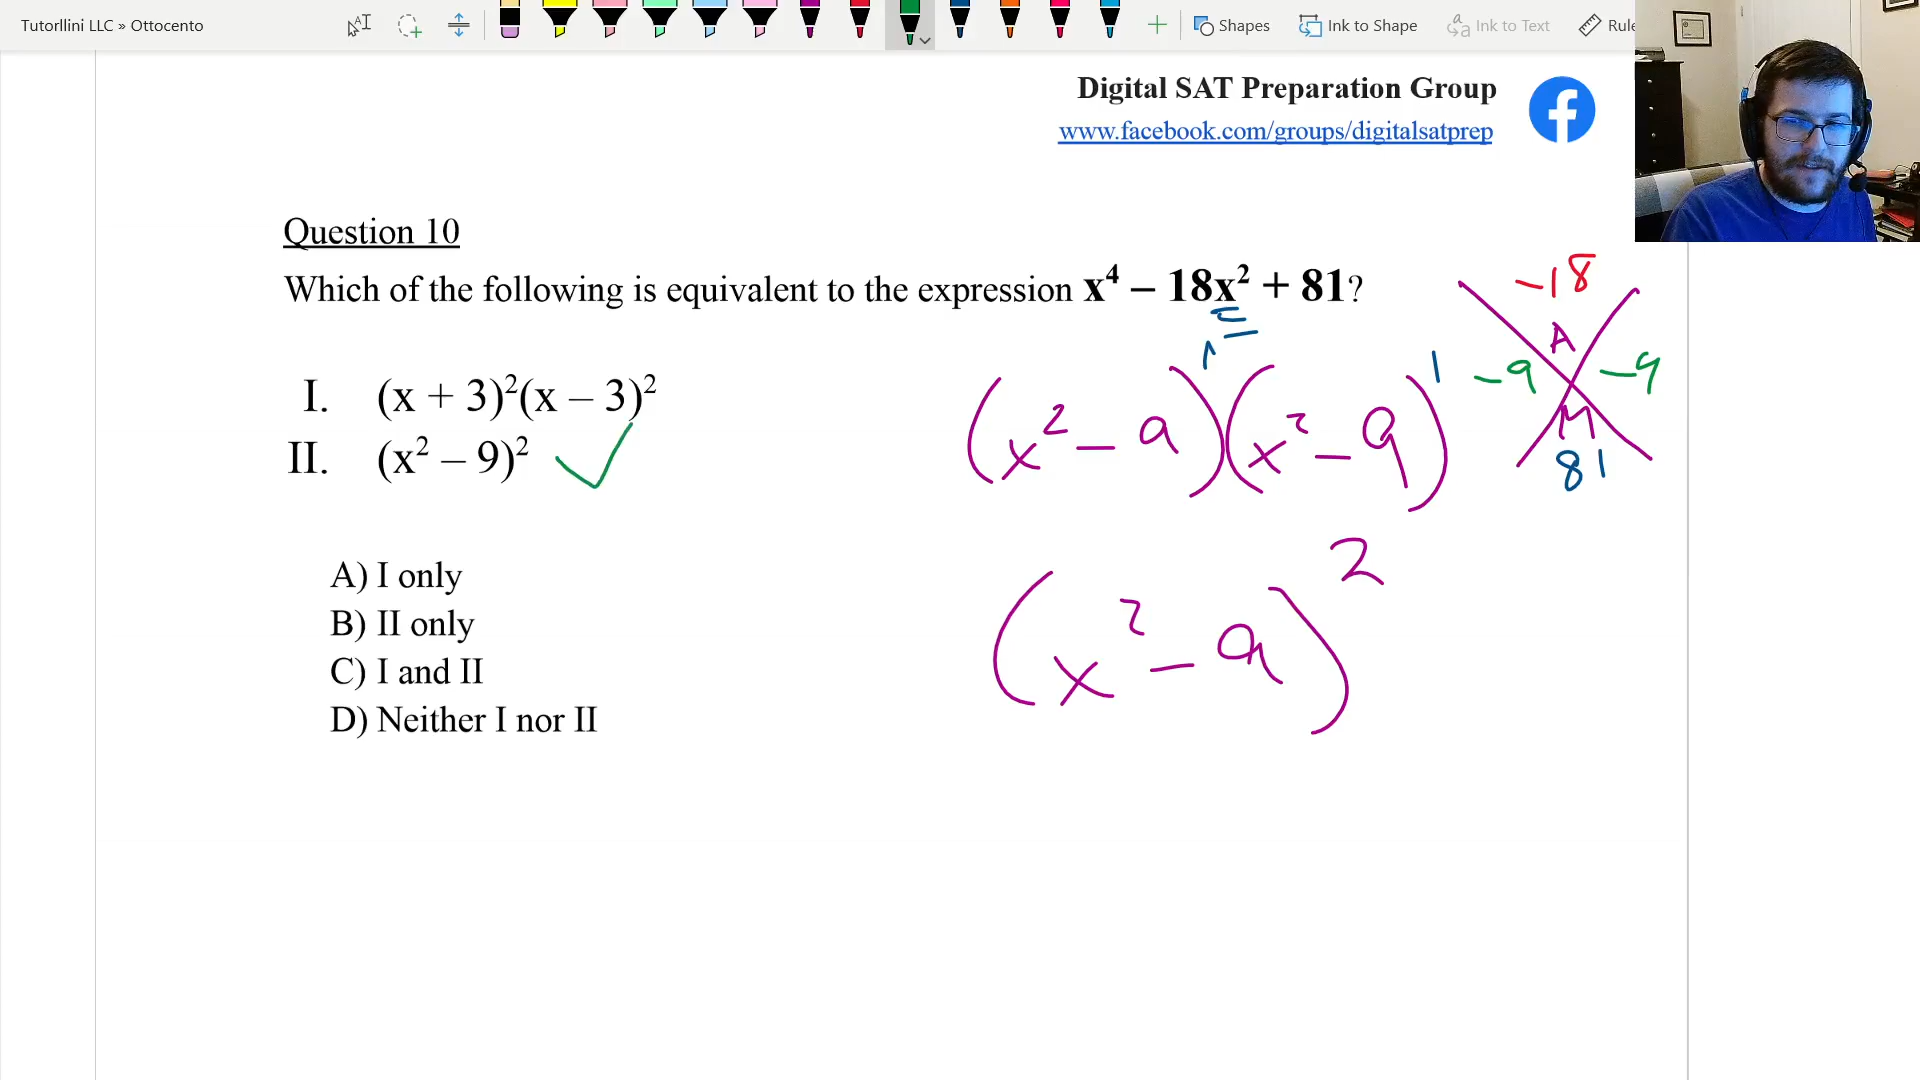 Tutorllini LLC » Ottocento
Shapes
Ink to Shape
Ink to Text
Digital SAT Preparation Group
www.facebook.com/groups/digitalsatprep
Question 10
Which of the following is equivalent to the expression x⁴ – 18x² + 81?
I. (x + 3)²(x – 3)²
II. (x² – 9)²
A) I only
B) II only
C) I and II
D) Neither I nor II
(x² – 9)¹(x² – 9)¹
(x² – 9)²
–18
A
–9 –9
M
81